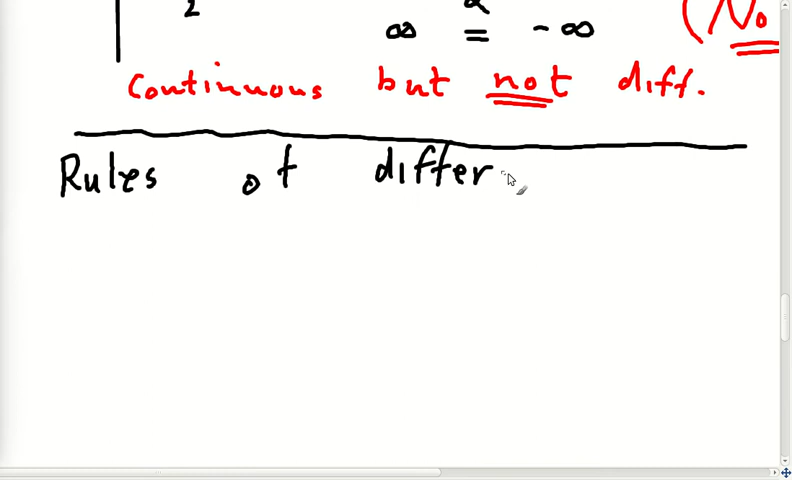 2
∞ = - ∞
(No
continuous but not diff.
Rules of differ